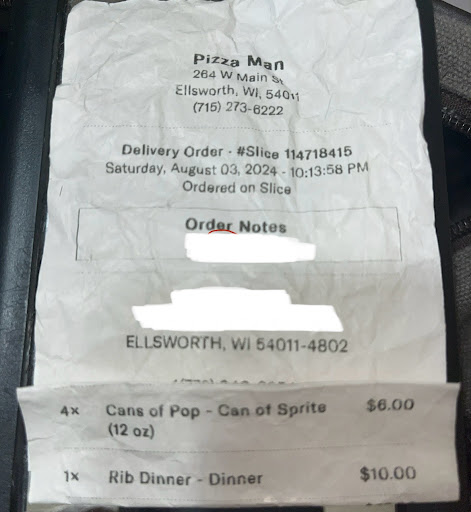 Pizza Man
264 W Main St
Ellsworth, WI, 54011
(715) 273-6222
Delivery Order - #Slice 114718415
Saturday, August 03, 2024 - 10:13:58 PM
Ordered on Slice
Order Notes
ELLSWORTH, WI 54011-4802
4x Cans of Pop - Can of Sprite $6.00
(12 oz)
1x Rib Dinner - Dinner $10.00